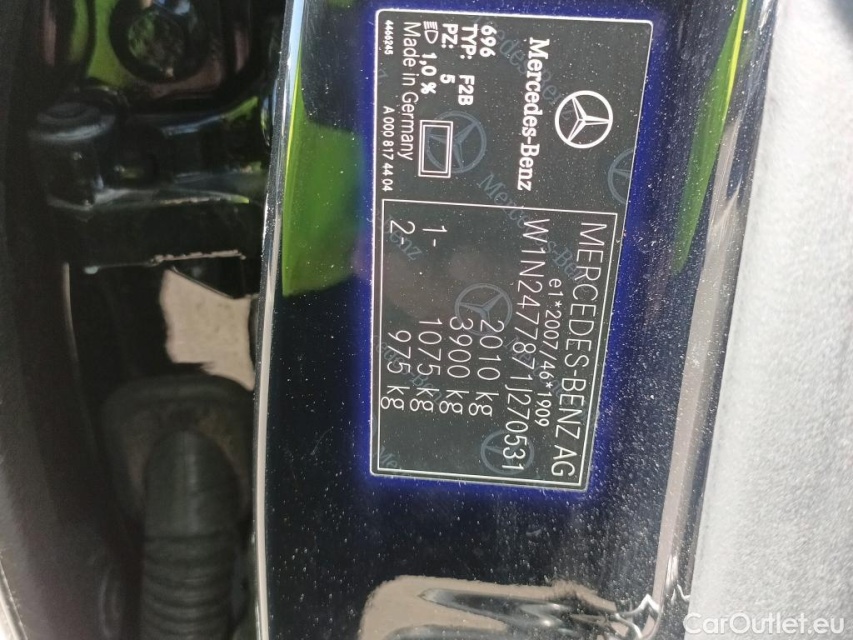 MERCEDES-BENZ AG
e1*2007/46*1909
W1N2477871J270531
2010 kg
3900 kg
1- 1075 kg
2- 975 kg
Mercedes-Benz
696
TYP: F2B
PZ: 5
1,0 %
Made in Germany
4466245
A 000 817 44 04
CarOutlet.eu